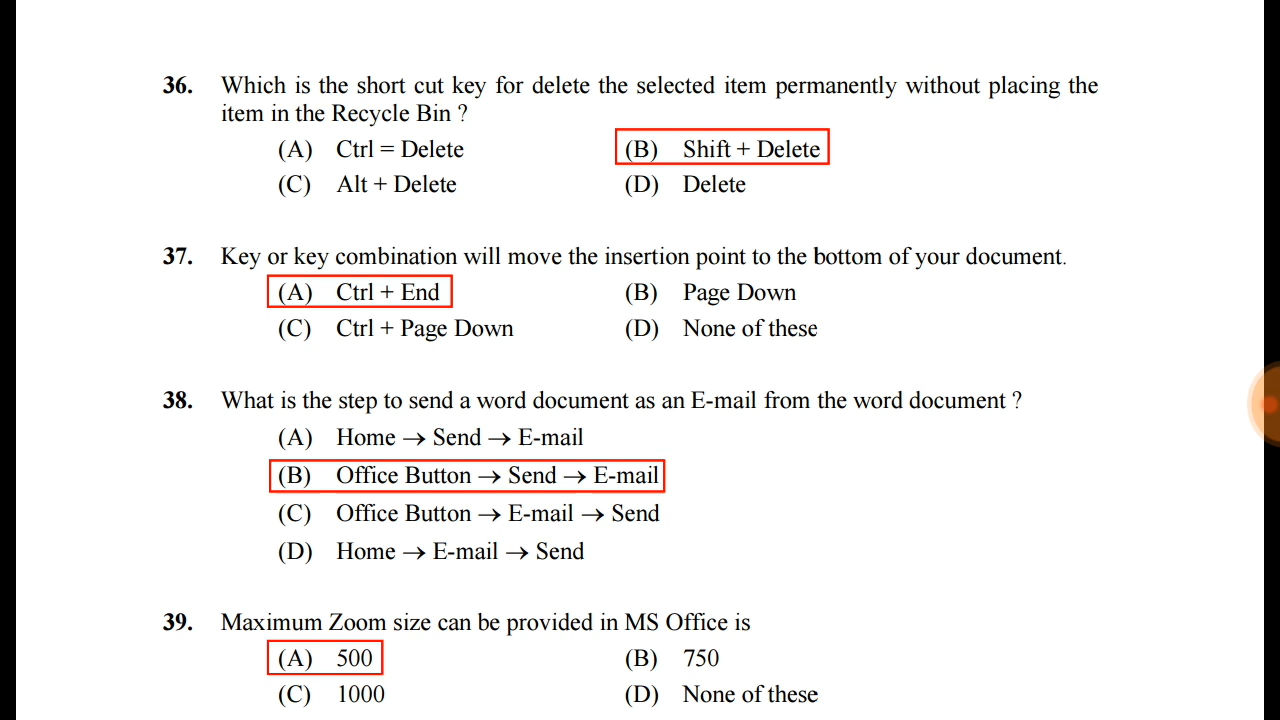 36. Which is the short cut key for delete the selected item permanently without placing the
item in the Recycle Bin ?
(A) Ctrl = Delete (B) Shift + Delete
(C) Alt + Delete (D) Delete
37. Key or key combination will move the insertion point to the bottom of your document.
(A) Ctrl + End (B) Page Down
(C) Ctrl + Page Down (D) None of these
38. What is the step to send a word document as an E-mail from the word document ?
(A) Home → Send → E-mail
(B) Office Button → Send → E-mail
(C) Office Button → E-mail → Send
(D) Home → E-mail → Send
39. Maximum Zoom size can be provided in MS Office is
(A) 500 (B) 750
(C) 1000 (D) None of these